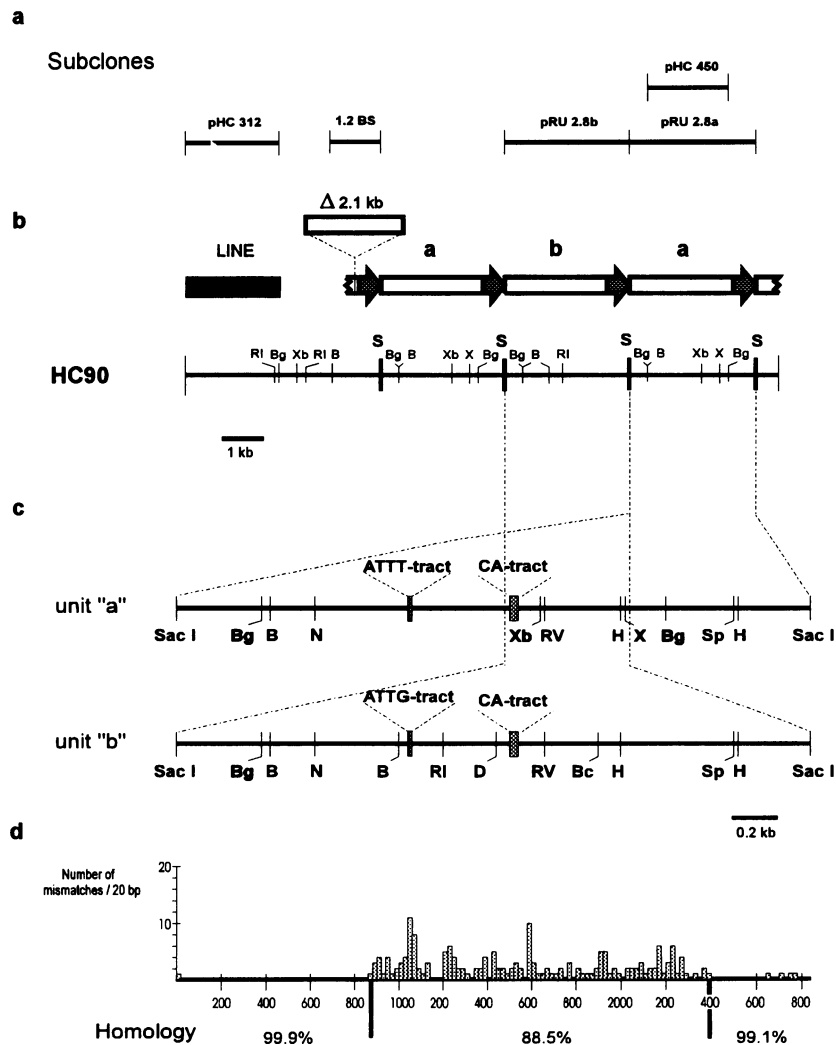 a
Subclones
pHC 450
pHC 312
1.2 BS
pRU 2.8b
pRU 2.8a
b
Δ 2.1 kb
LINE
a
b
a
S
S
S
S
RI Bg Xb RI B
Bg B
Xb X Bg
Bg B
RI
Bg B
Xb X Bg
HC90
1 kb
c
ATTT-tract
CA-tract
unit "a"
Sac I Bg B N Xb RV H X Bg Sp H Sac I
ATTG-tract
CA-tract
unit "b"
Sac I Bg B N B RI D RV Bc H Sp H Sac I
0.2 kb
d
Number of
mismatches / 20 bp
20
10
200 400 600 800 1000 200 400 600 800 2000 200 400 600 800
Homology
99.9% 88.5% 99.1%